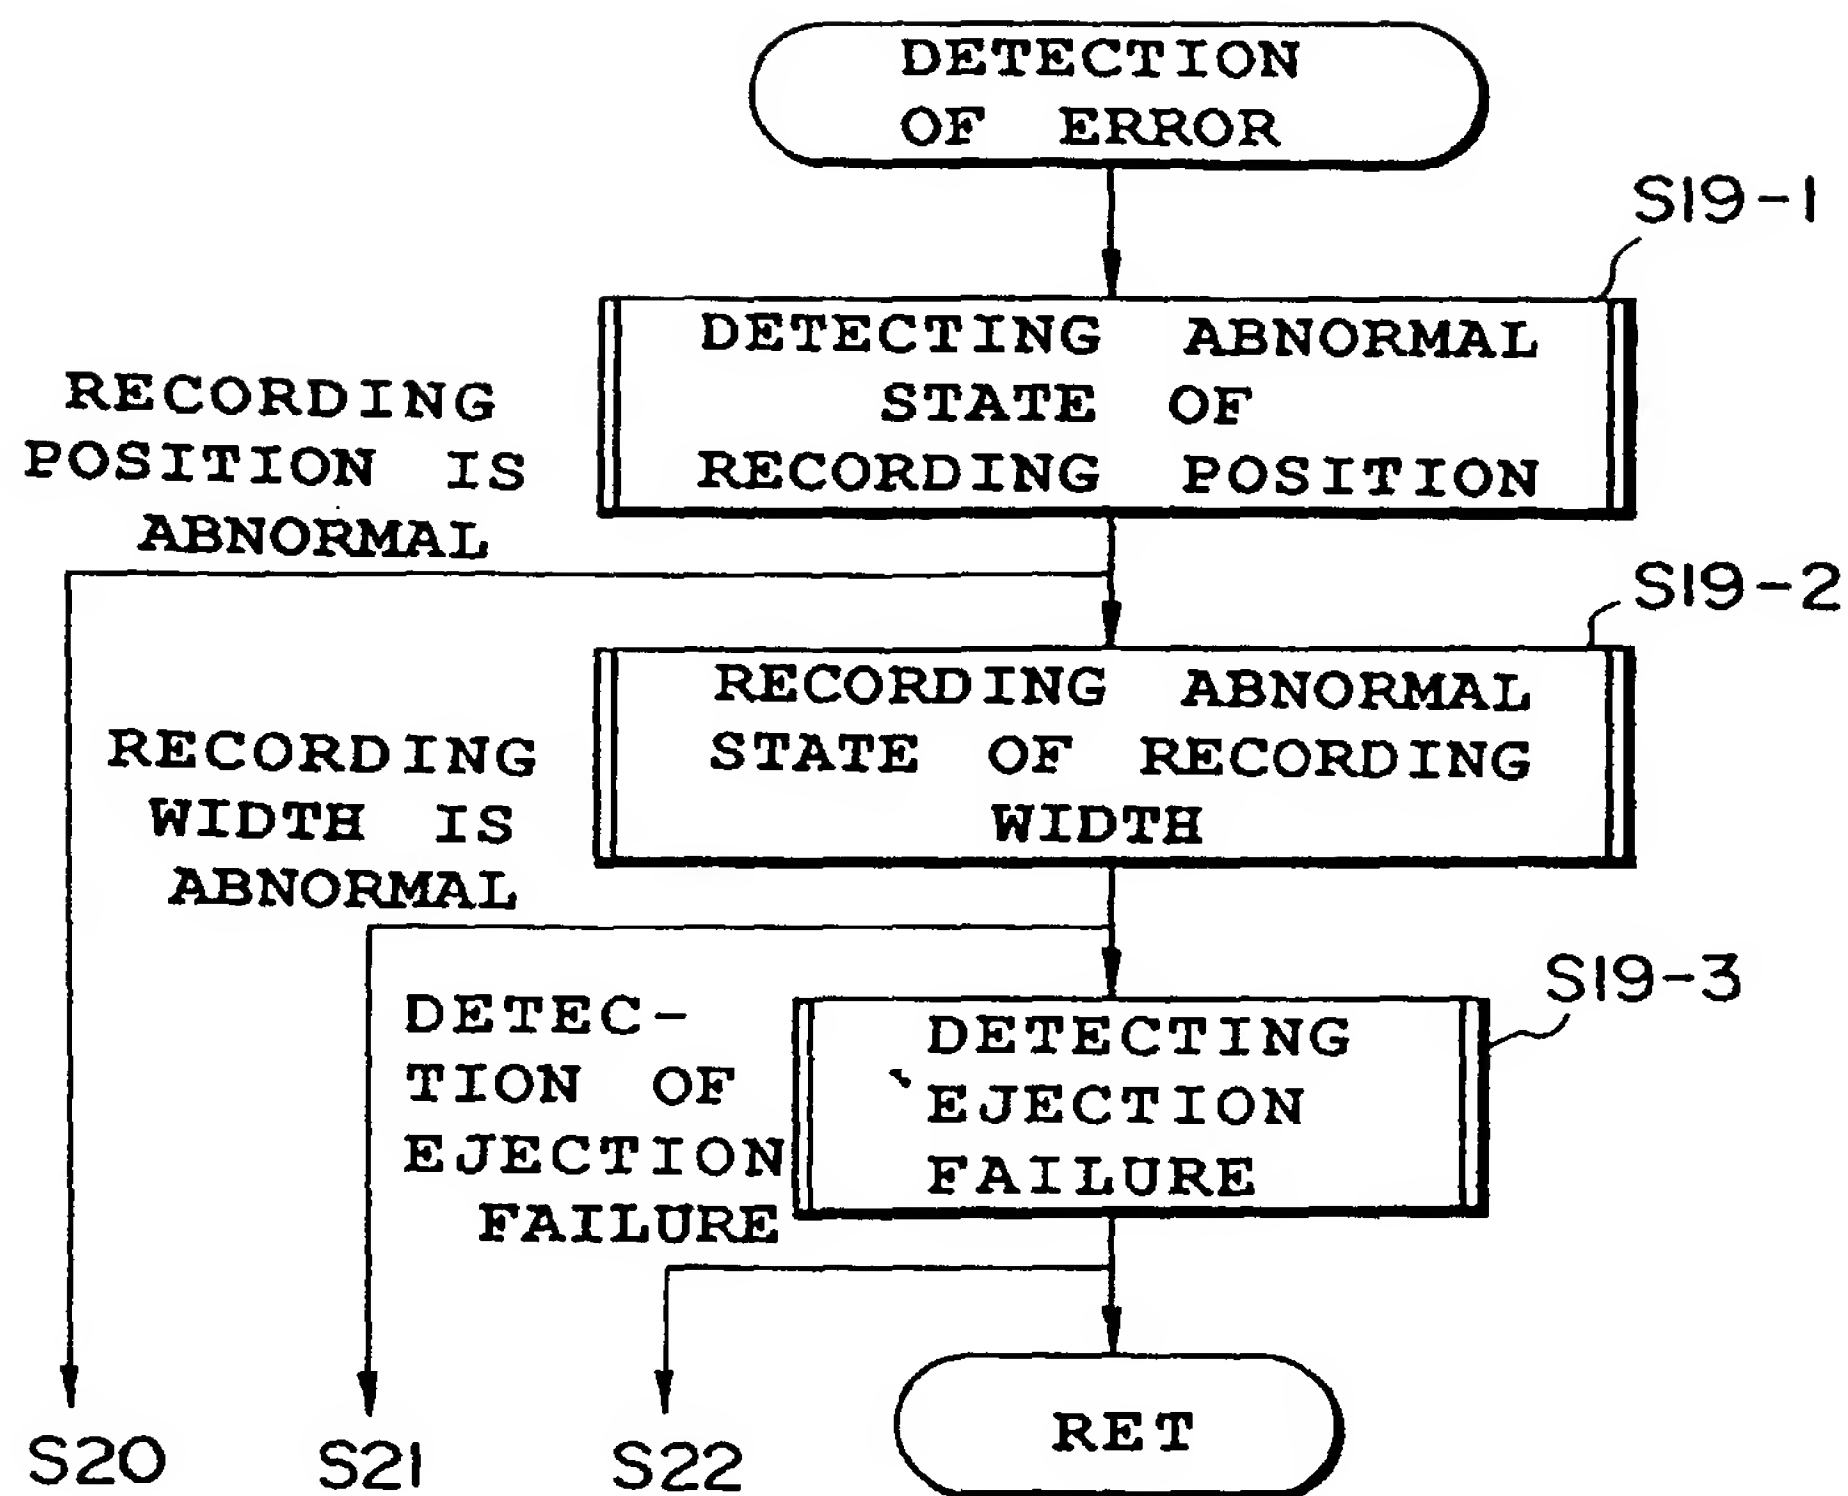 DETECTION
OF ERROR
S19-1
DETECTING ABNORMAL
STATE OF
RECORDING POSITION
RECORDING
POSITION IS
ABNORMAL
S19-2
RECORDING ABNORMAL
STATE OF RECORDING
WIDTH
RECORDING
WIDTH IS
ABNORMAL
S19-3
DETECTING
EJECTION
FAILURE
DETEC-
TION OF
EJECTION
FAILURE
S20
S21
S22
RET